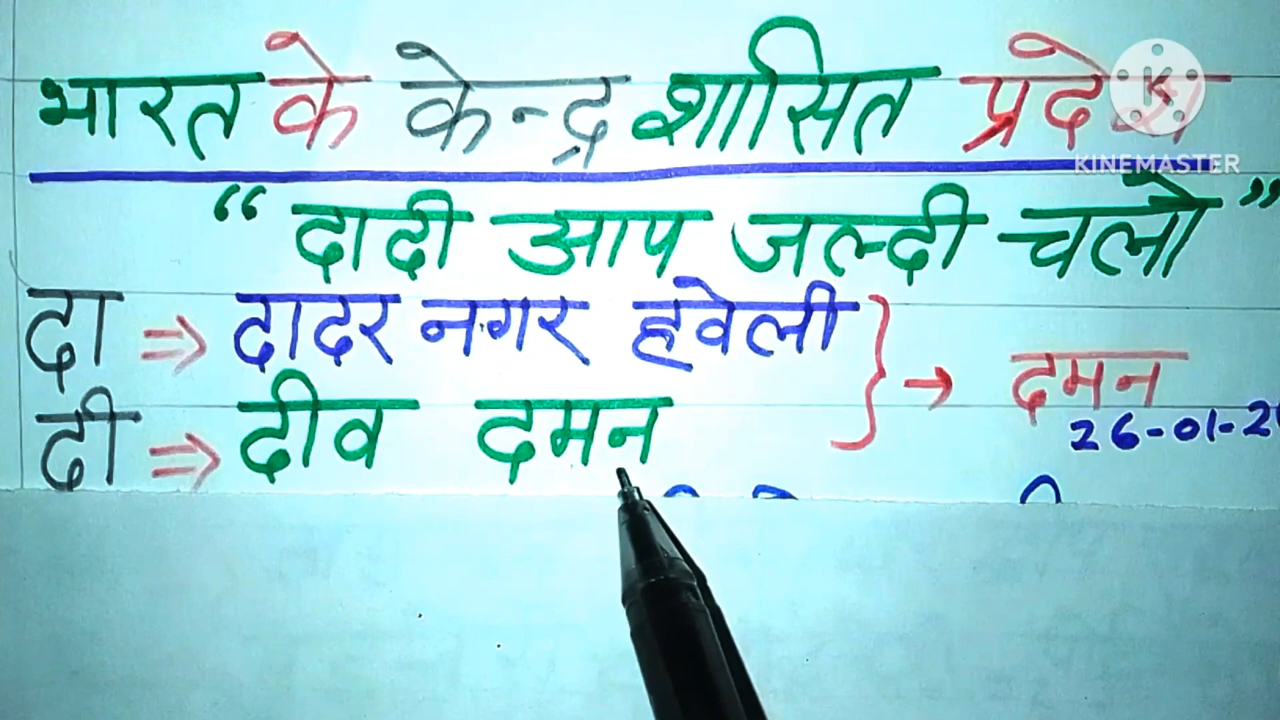 भारत के केन्द्र शासित प्रदेश
KINEMASTER
“दादी आप जल्दी चलो”
दा ⇒ दादर नगर हवेली } → दमन
26-01-2
दी ⇒ दीव दमन